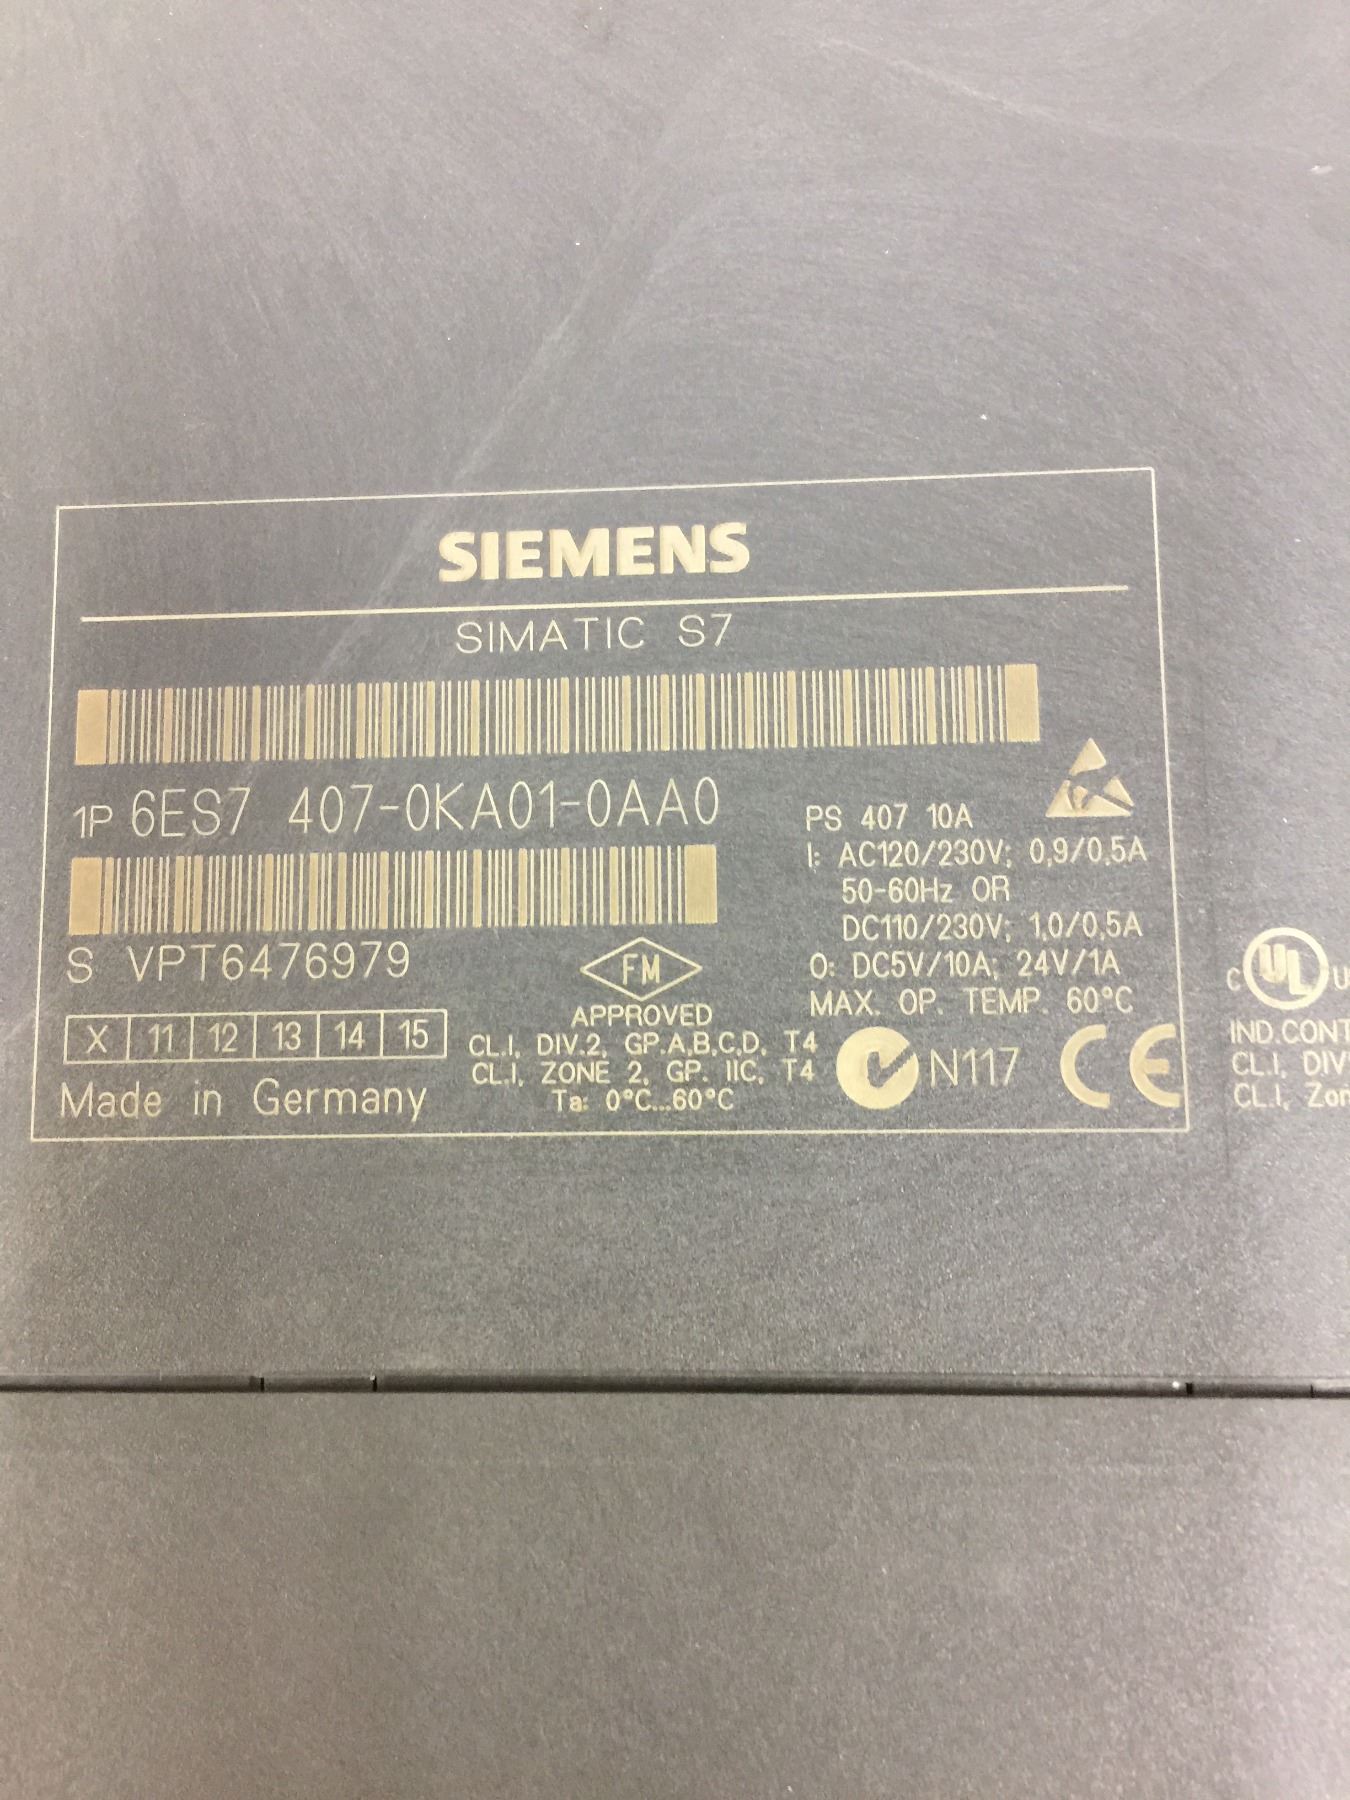 SIEMENS
SIMATIC S7
1P 6ES7 407-0KA01-0AA0
S VPT6476979
X 11 12 13 14 15
Made in Germany
FM
APPROVED
CL.I, DIV.2, GP.A,B,C,D, T4
CL.I, ZONE 2, GP. IIC, T4
Ta: 0°C...60°C
PS 407 10A
I: AC120/230V; 0,9/0,5A
50-60Hz OR
DC110/230V; 1,0/0,5A
O: DC5V/10A; 24V/1A
MAX. OP. TEMP. 60°C
N117 CE
C UL U
IND.CONT
CL.I, DIV
CL.I, Zon